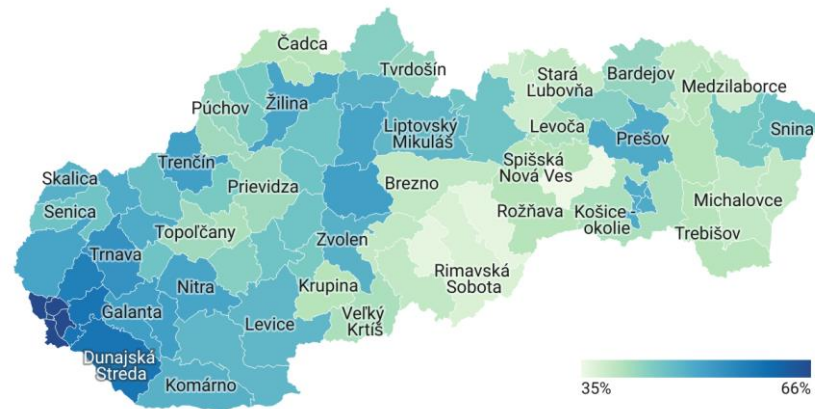 Čadca
Tvrdošín
Stará
Ľubovňa
Bardejov
Medzilaborce
Púchov
Žilina
Liptovský
Mikuláš
Levoča
Prešov
Snina
Trenčín
Spišská
Nová Ves
Skalica
Prievidza
Brezno
Senica
Rožňava
Košice -
okolie
Michalovce
Topoľčany
Trnava
Zvolen
Trebišov
Rimavská
Sobota
Nitra
Krupina
Galanta
Levice
Veľký
Krtíš
Dunajská
Streda
Komárno
35%
66%